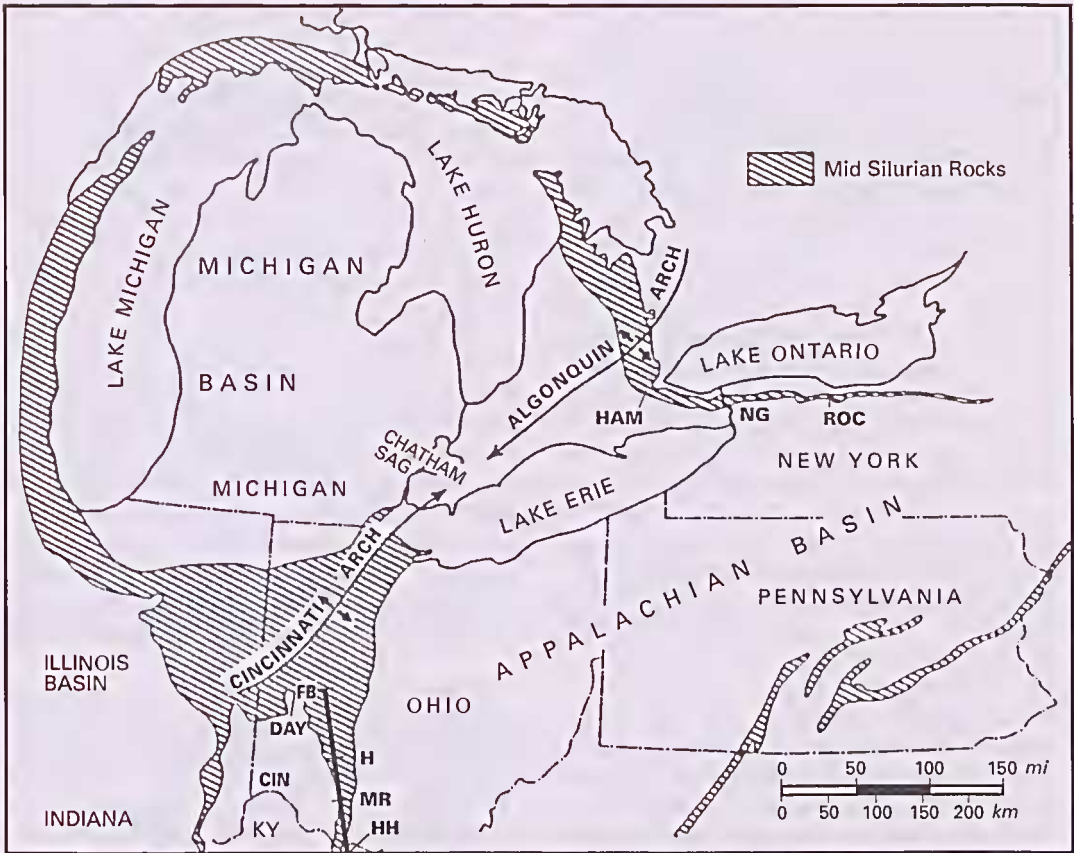 Mid Silurian Rocks
LAKE HURON
LAKE MICHIGAN
MICHIGAN
BASIN
ARCH
ALGONQUIN
LAKE ONTARIO
HAM
NG
ROC
NEW YORK
CHATHAM
SAG
MICHIGAN
LAKE ERIE
ARCH
CINCINNATI
APPALACHIAN BASIN
PENNSYLVANIA
ILLINOIS
BASIN
FB
DAY
OHIO
H
CIN
MR
INDIANA
KY
HH
0 50 100 150 mi
0 50 100 150 200 km